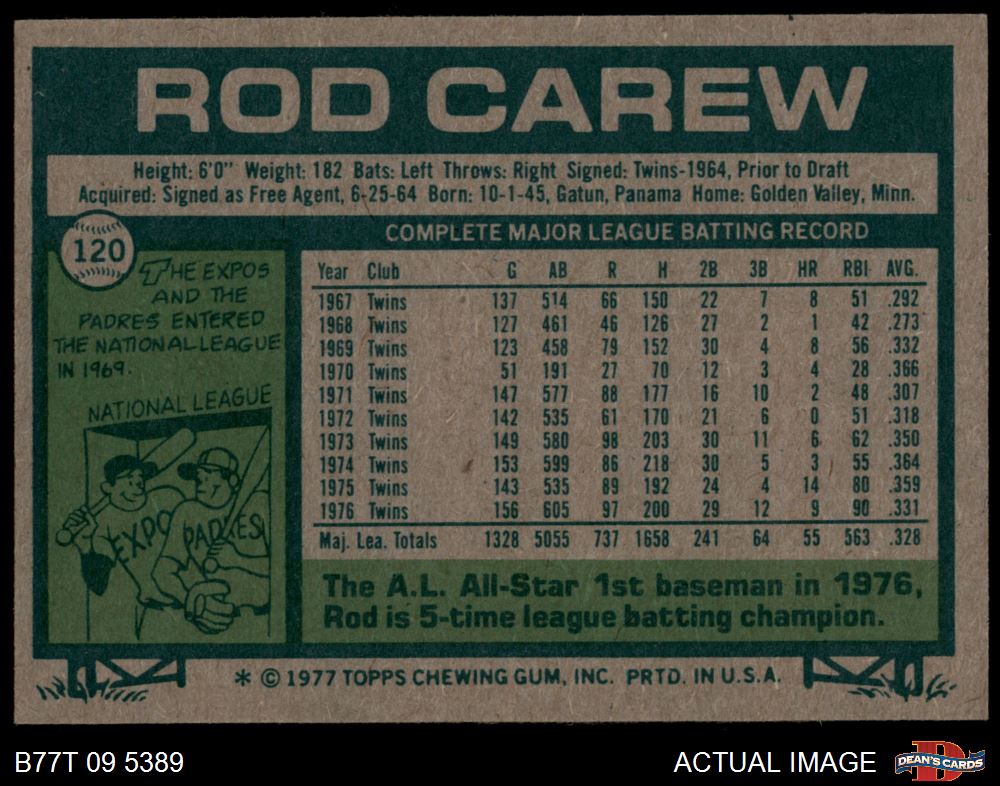 ROD CAREW
Height: 6'0" Weight: 182 Bats: Left Throws: Right Signed: Twins-1964, Prior to Draft
Acquired: Signed as Free Agent, 6-25-64 Born: 10-1-45, Gatun, Panama Home: Golden Valley, Minn.
120
THE EXPOS
AND THE
PADRES ENTERED
THE NATIONAL LEAGUE
IN 1969.
NATIONAL LEAGUE
EXPO
PADRES
COMPLETE MAJOR LEAGUE BATTING RECORD
Year Club G AB R H 2B 3B HR RBI AVG.
1967 Twins 137 514 66 150 22 7 8 51 .292
1968 Twins 127 461 46 126 27 2 1 42 .273
1969 Twins 123 458 79 152 30 4 8 56 .332
1970 Twins 51 191 27 70 12 3 4 28 .366
1971 Twins 147 577 88 177 16 10 2 48 .307
1972 Twins 142 535 61 170 21 6 0 51 .318
1973 Twins 149 580 98 203 30 11 6 62 .350
1974 Twins 153 599 86 218 30 5 3 55 .364
1975 Twins 143 535 89 192 24 4 14 80 .359
1976 Twins 156 605 97 200 29 12 9 90 .331
Maj. Lea. Totals 1328 5055 737 1658 241 64 55 563 .328
The A.L. All-Star 1st baseman in 1976,
Rod is 5-time league batting champion.
* © 1977 TOPPS CHEWING GUM, INC. PRTD. IN U.S.A.
B77T 09 5389
ACTUAL IMAGE
D
DEAN'S CARDS